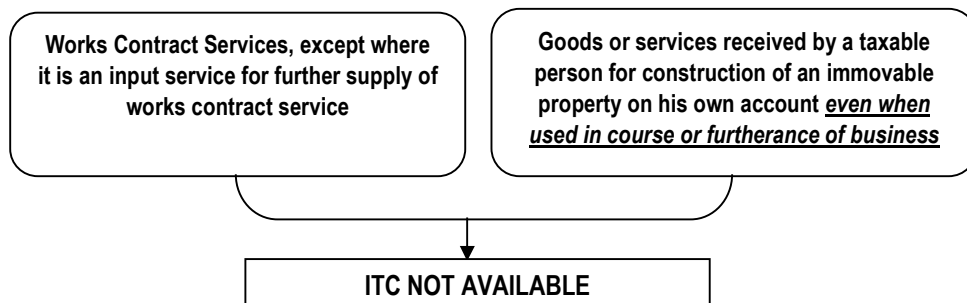 Works Contract Services, except where
it is an input service for further supply of
works contract service
Goods or services received by a taxable
person for construction of an immovable
property on his own account even when
used in course or furtherance of business
ITC NOT AVAILABLE